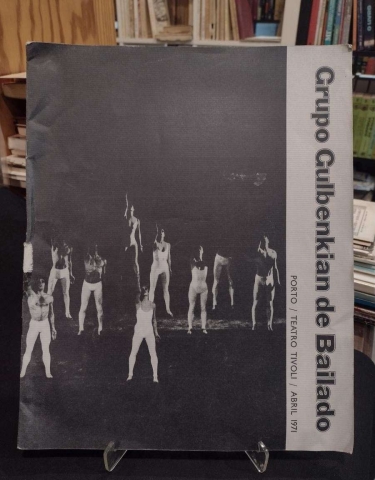 Grupo Gulbenkian de Bailado
PORTO / TEATRO TIVOLI / ABRIL 1971